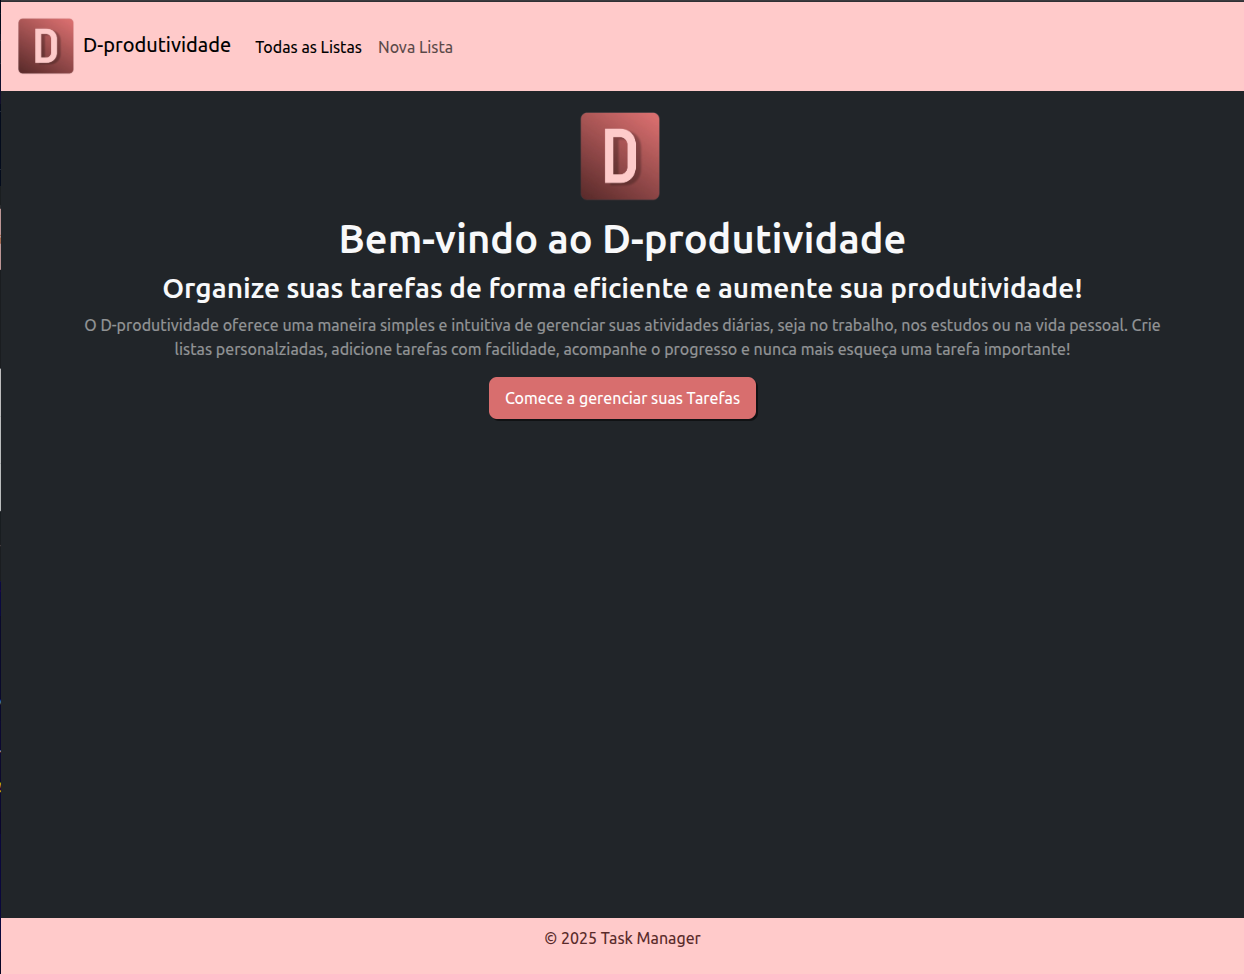 D
D-produtividade
Todas as Listas
Nova Lista
D
Bem-vindo ao D-produtividade
Organize suas tarefas de forma eficiente e aumente sua produtividade!
O D-produtividade oferece uma maneira simples e intuitiva de gerenciar suas atividades diárias, seja no trabalho, nos estudos ou na vida pessoal. Crie
listas personalziadas, adicione tarefas com facilidade, acompanhe o progresso e nunca mais esqueça uma tarefa importante!
Comece a gerenciar suas Tarefas
© 2025 Task Manager